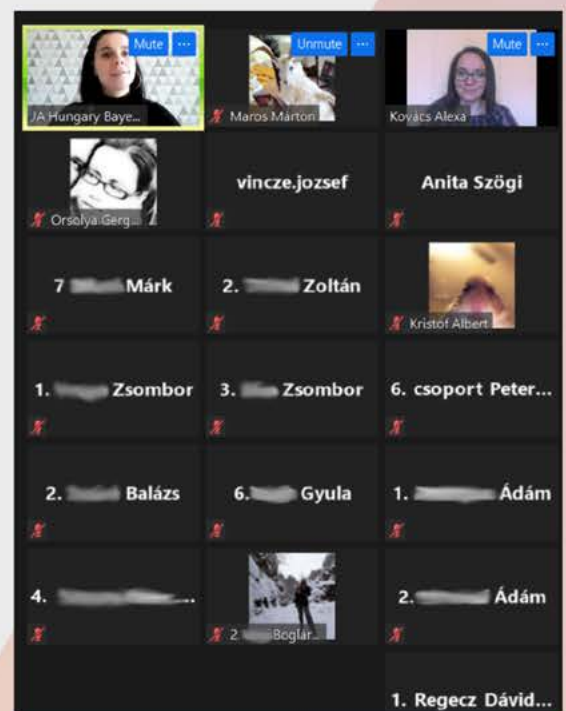 Mute ...
JA Hungary Baye...
Unmute ...
Maros Márton
Mute ...
Kovács Alexa
Orsolya Gerg...
vincze.jozsef
Anita Szögi
7 Márk
2. Zoltán
Kristóf Albert
1. Zsombor
3. Zsombor
6. csoport Peter...
2. Balázs
6. Gyula
1. Ádám
4. ...
2 Boglár...
2. Ádám
1. Regecz Dávid...